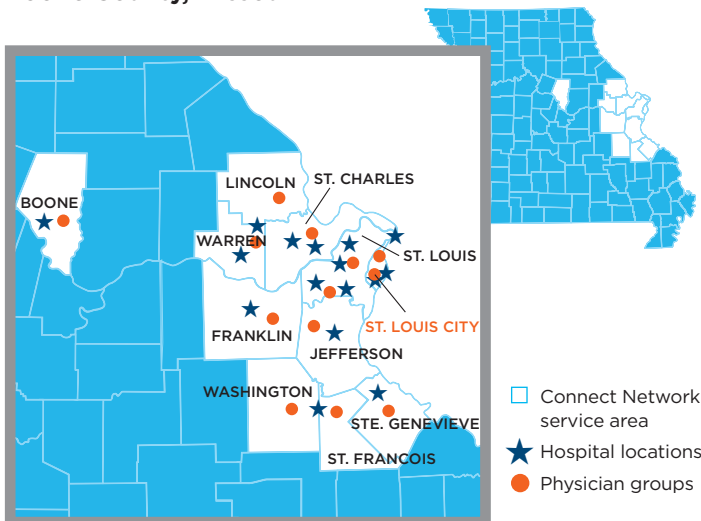 BOONE
LINCOLN
ST. CHARLES
WARREN
ST. LOUIS
ST. LOUIS CITY
FRANKLIN
JEFFERSON
WASHINGTON
STE. GENEVIEVE
ST. FRANCOIS
Connect Network
service area
Hospital locations
Physician groups